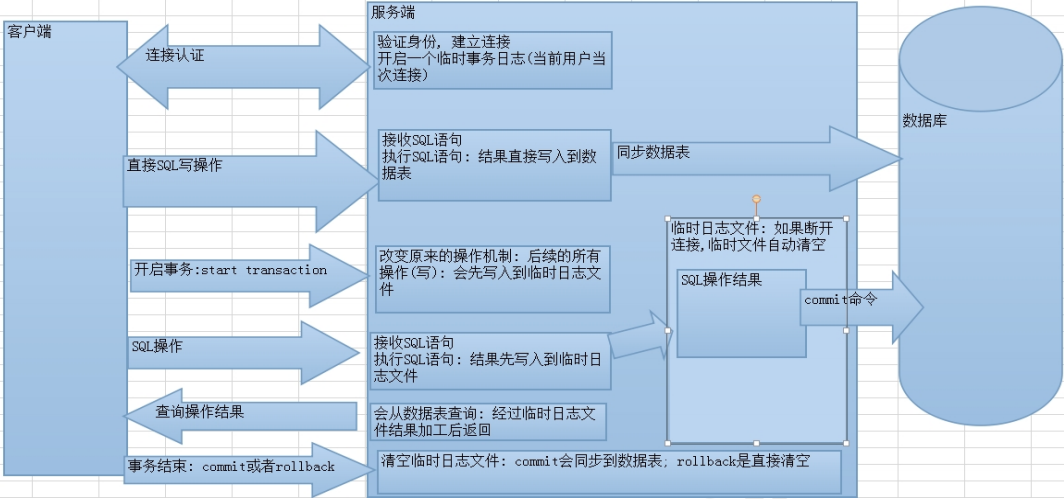 客户端
服务端
连接认证
验证身份, 建立连接
开启一个临时事务日志(当前用户当
次连接)
数据库
直接SQL写操作
接收SQL语句
执行SQL语句: 结果直接写入到数
据表
同步数据表
临时日志文件: 如果断开
连接,临时文件自动清空
开启事务:start transaction
改变原来的操作机制: 后续的所有
操作(写): 会先写入到临时日志文
件
SQL操作结果
commit命令
SQL操作
接收SQL语句
执行SQL语句: 结果先写入到临时日
志文件
查询操作结果
会从数据表查询: 经过临时日志文
件结果加工后返回
事务结束: commit或者rollback
清空临时日志文件: commit会同步到数据表; rollback是直接清空